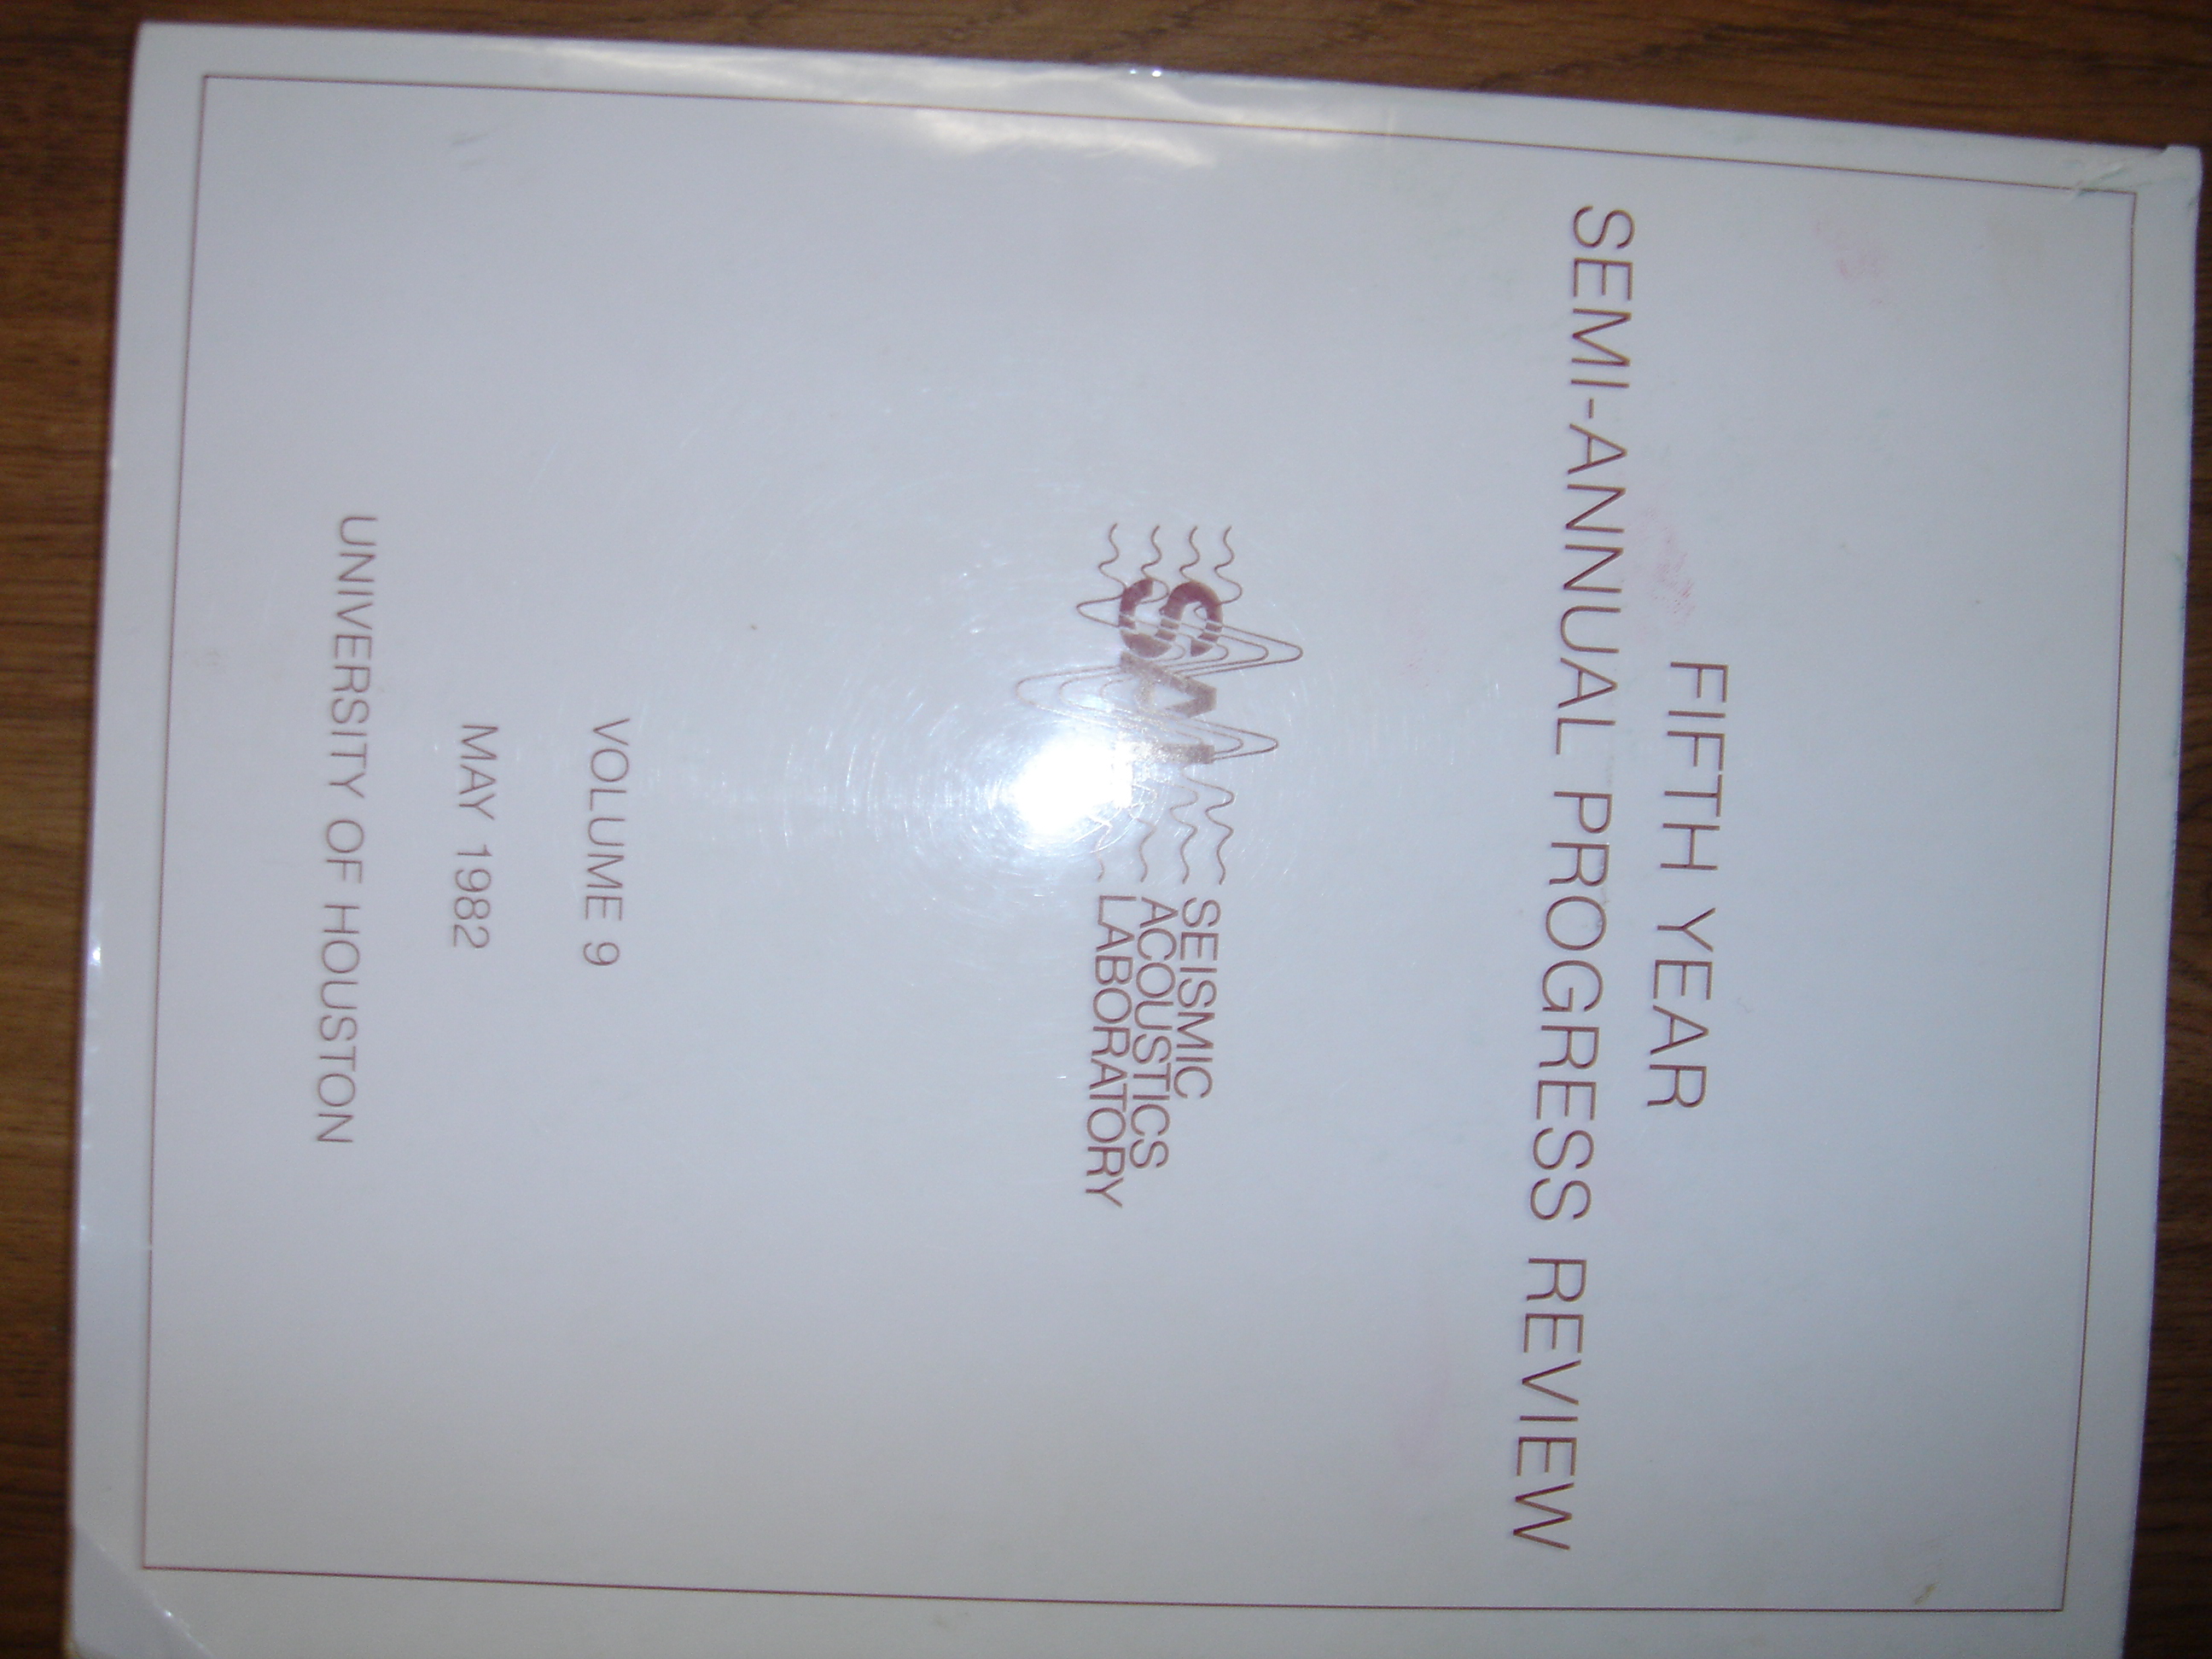 FIFTH YEAR
SEMI-ANNUAL PROGRESS REVIEW
SAL
SEISMIC
ACOUSTICS
LABORATORY
VOLUME 9
MAY 1982
UNIVERSITY OF HOUSTON